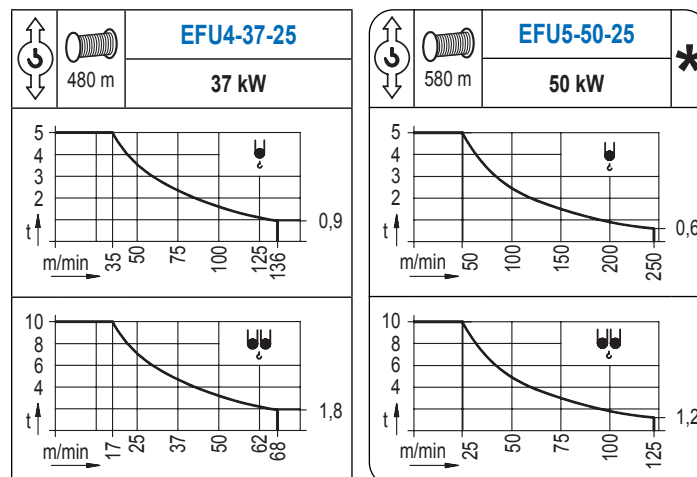 EFU4-37-25
480 m
37 kW
5
4
3
2
t
0,9
m/min
35 50 75 100 125 136
10
8
6
4
t
1,8
m/min
17 25 37 50 62 68
EFU5-50-25
580 m
50 kW
*
5
4
3
2
t
0,6
m/min
50 100 150 200 250
10
8
6
4
t
1,2
m/min
25 50 75 100 125